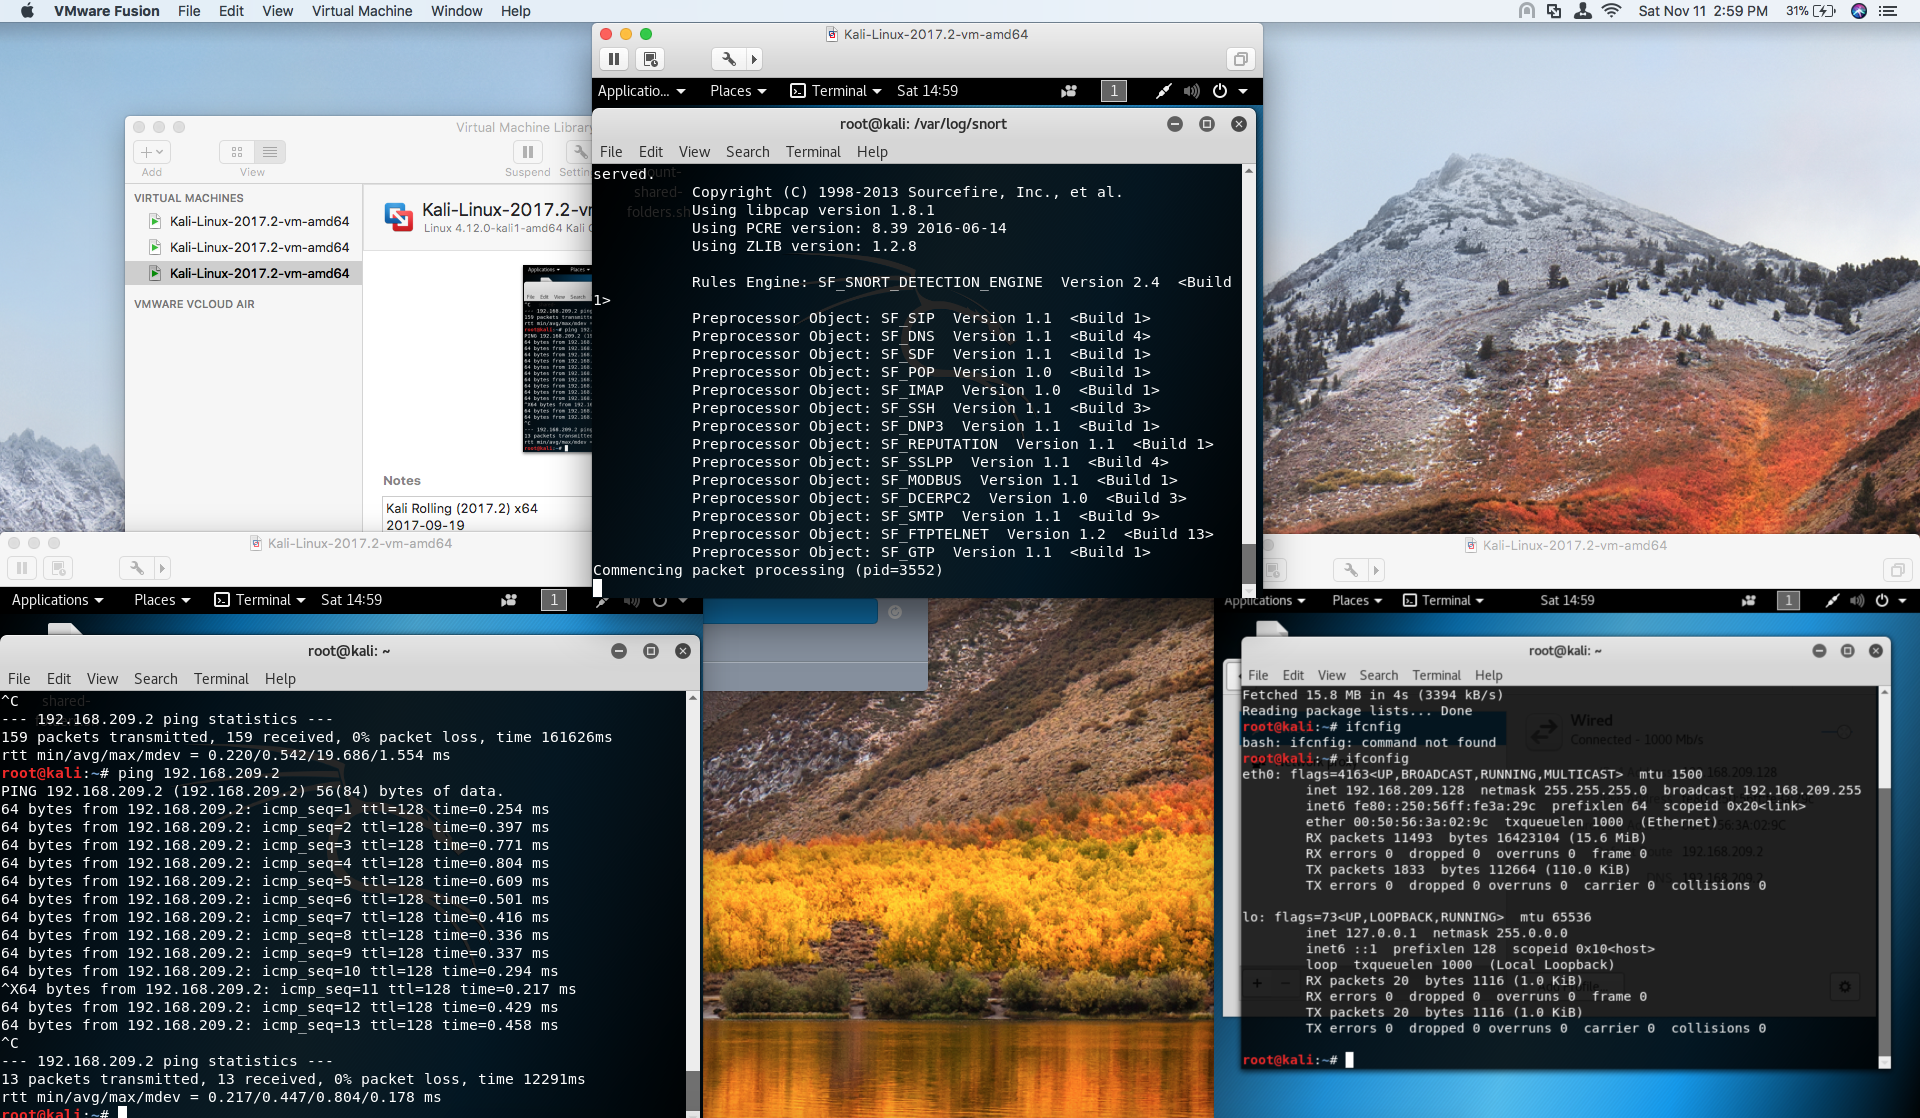 VMware Fusion File Edit View Virtual Machine Window Help
Sat Nov 11 2:59 PM 31%
Virtual Machine Library
Add View Suspend
VIRTUAL MACHINES
Kali-Linux-2017.2-vm-amd64
Kali-Linux-2017.2-vm-amd64
Kali-Linux-2017.2-vm-amd64
VMWARE VCLOUD AIR
Kali-Linux-2017.2-v
Linux 4.12.0-kali1-amd64 Kali
Notes
Kali Rolling (2017.2) x64
2017-09-19
Kali-Linux-2017.2-vm-amd64
Applicatio... Places Terminal Sat 14:59 1
root@kali: /var/log/snort
File Edit View Search Terminal Help
served.
Copyright (C) 1998-2013 Sourcefire, Inc., et al.
Using libpcap version 1.8.1
Using PCRE version: 8.39 2016-06-14
Using ZLIB version: 1.2.8
Rules Engine: SF_SNORT_DETECTION_ENGINE Version 2.4 <Build
1>
Preprocessor Object: SF_SIP Version 1.1 <Build 1>
Preprocessor Object: SF_DNS Version 1.1 <Build 4>
Preprocessor Object: SF_SDF Version 1.1 <Build 1>
Preprocessor Object: SF_POP Version 1.0 <Build 1>
Preprocessor Object: SF_IMAP Version 1.0 <Build 1>
Preprocessor Object: SF_SSH Version 1.1 <Build 3>
Preprocessor Object: SF_DNP3 Version 1.1 <Build 1>
Preprocessor Object: SF_REPUTATION Version 1.1 <Build 1>
Preprocessor Object: SF_SSLPP Version 1.1 <Build 4>
Preprocessor Object: SF_MODBUS Version 1.1 <Build 1>
Preprocessor Object: SF_DCERPC2 Version 1.0 <Build 3>
Preprocessor Object: SF_SMTP Version 1.1 <Build 9>
Preprocessor Object: SF_FTPTELNET Version 1.2 <Build 13>
Preprocessor Object: SF_GTP Version 1.1 <Build 1>
Commencing packet processing (pid=3552)
Kali-Linux-2017.2-vm-amd64
Applications Places Terminal Sat 14:59 1
root@kali: ~
File Edit View Search Terminal Help
^C shared-
--- 192.168.209.2 ping statistics ---
159 packets transmitted, 159 received, 0% packet loss, time 161626ms
rtt min/avg/max/mdev = 0.220/0.542/19.686/1.554 ms
root@kali:~# ping 192.168.209.2
PING 192.168.209.2 (192.168.209.2) 56(84) bytes of data.
64 bytes from 192.168.209.2: icmp_seq=1 ttl=128 time=0.254 ms
64 bytes from 192.168.209.2: icmp_seq=2 ttl=128 time=0.397 ms
64 bytes from 192.168.209.2: icmp_seq=3 ttl=128 time=0.771 ms
64 bytes from 192.168.209.2: icmp_seq=4 ttl=128 time=0.804 ms
64 bytes from 192.168.209.2: icmp_seq=5 ttl=128 time=0.609 ms
64 bytes from 192.168.209.2: icmp_seq=6 ttl=128 time=0.501 ms
64 bytes from 192.168.209.2: icmp_seq=7 ttl=128 time=0.416 ms
64 bytes from 192.168.209.2: icmp_seq=8 ttl=128 time=0.336 ms
64 bytes from 192.168.209.2: icmp_seq=9 ttl=128 time=0.337 ms
64 bytes from 192.168.209.2: icmp_seq=10 ttl=128 time=0.294 ms
^X64 bytes from 192.168.209.2: icmp_seq=11 ttl=128 time=0.217 ms
64 bytes from 192.168.209.2: icmp_seq=12 ttl=128 time=0.429 ms
64 bytes from 192.168.209.2: icmp_seq=13 ttl=128 time=0.458 ms
^C
--- 192.168.209.2 ping statistics ---
13 packets transmitted, 13 received, 0% packet loss, time 12291ms
rtt min/avg/max/mdev = 0.217/0.447/0.804/0.178 ms
root@kali:~#
Kali-Linux-2017.2-vm-amd64
Applications Places Terminal Sat 14:59 1
root@kali: ~
File Edit View Search Terminal Help
Fetched 15.8 MB in 4s (3394 kB/s)
Reading package lists... Done
root@kali:~# ifcnfig
bash: ifcnfig: command not found
root@kali:~# ifconfig
eth0: flags=4163<UP,BROADCAST,RUNNING,MULTICAST> mtu 1500
inet 192.168.209.128 netmask 255.255.255.0 broadcast 192.168.209.255
inet6 fe80::250:56ff:fe3a:29c prefixlen 64 scopeid 0x20<link>
ether 00:50:56:3a:02:9c txqueuelen 1000 (Ethernet)
RX packets 11493 bytes 16423104 (15.6 MiB)
RX errors 0 dropped 0 overruns 0 frame 0
TX packets 1833 bytes 112664 (110.0 KiB)
TX errors 0 dropped 0 overruns 0 carrier 0 collisions 0
lo: flags=73<UP,LOOPBACK,RUNNING> mtu 65536
inet 127.0.0.1 netmask 255.0.0.0
inet6 ::1 prefixlen 128 scopeid 0x10<host>
loop txqueuelen 1000 (Local Loopback)
RX packets 20 bytes 1116 (1.0 KiB)
RX errors 0 dropped 0 overruns 0 frame 0
TX packets 20 bytes 1116 (1.0 KiB)
TX errors 0 dropped 0 overruns 0 carrier 0 collisions 0
root@kali:~#
Wired
Connected - 1000 Mb/s
192.168.209.2